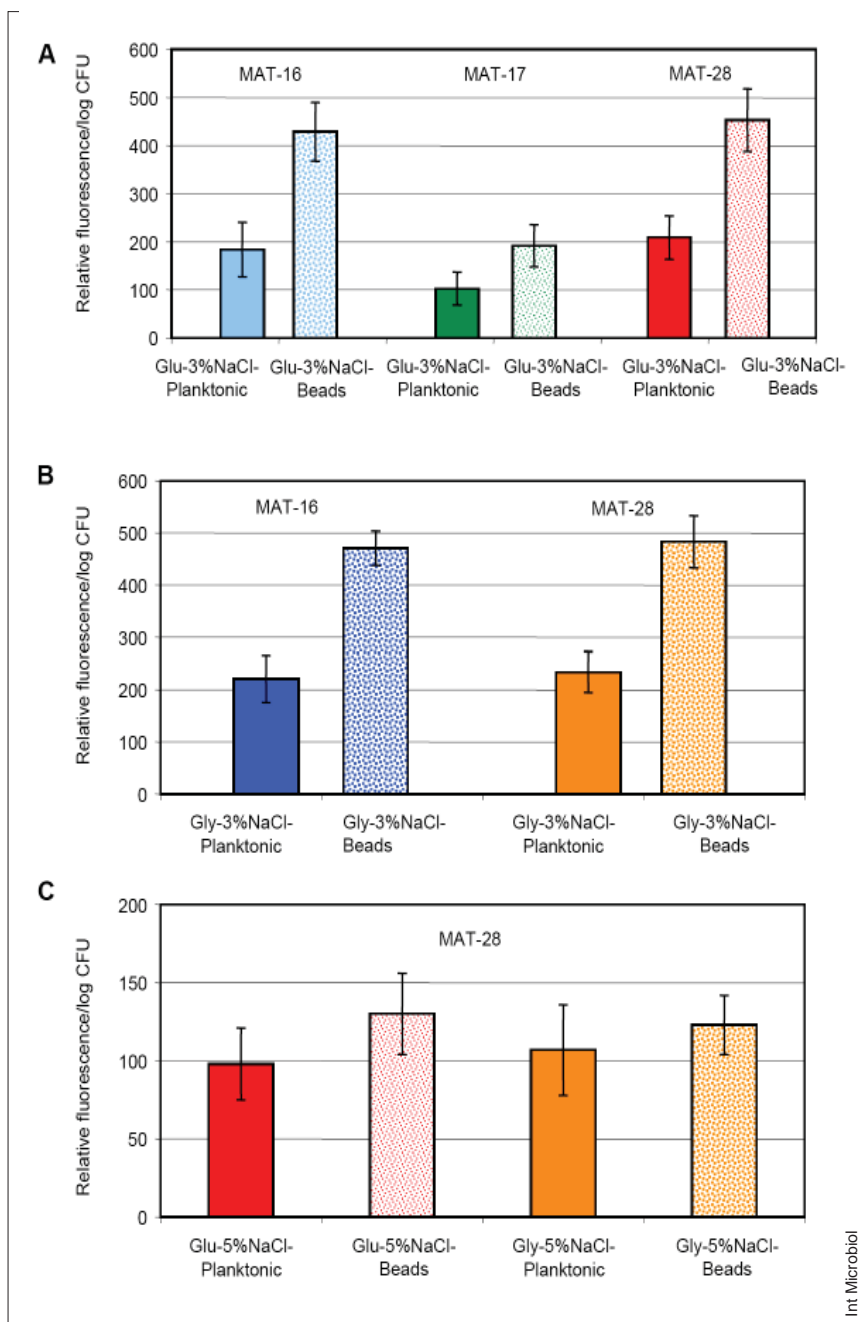 A
Relative fluorescence/log CFU
600
500
400
300
200
100
0
MAT-16
MAT-17
MAT-28
Glu-3%NaCl-
Planktonic
Glu-3%NaCl-
Beads
Glu-3%NaCl-
Planktonic
Glu-3%NaCl-
Beads
Glu-3%NaCl-
Planktonic
Glu-3%NaCl-
Beads
B
Relative fluorescence/log CFU
600
500
400
300
200
100
0
MAT-16
MAT-28
Gly-3%NaCl-
Planktonic
Gly-3%NaCl-
Beads
Gly-3%NaCl-
Planktonic
Gly-3%NaCl-
Beads
C
Relative fluorescence/log CFU
200
150
100
50
0
MAT-28
Glu-5%NaCl-
Planktonic
Glu-5%NaCl-
Beads
Gly-5%NaCl-
Planktonic
Gly-5%NaCl-
Beads
Int Microbiol